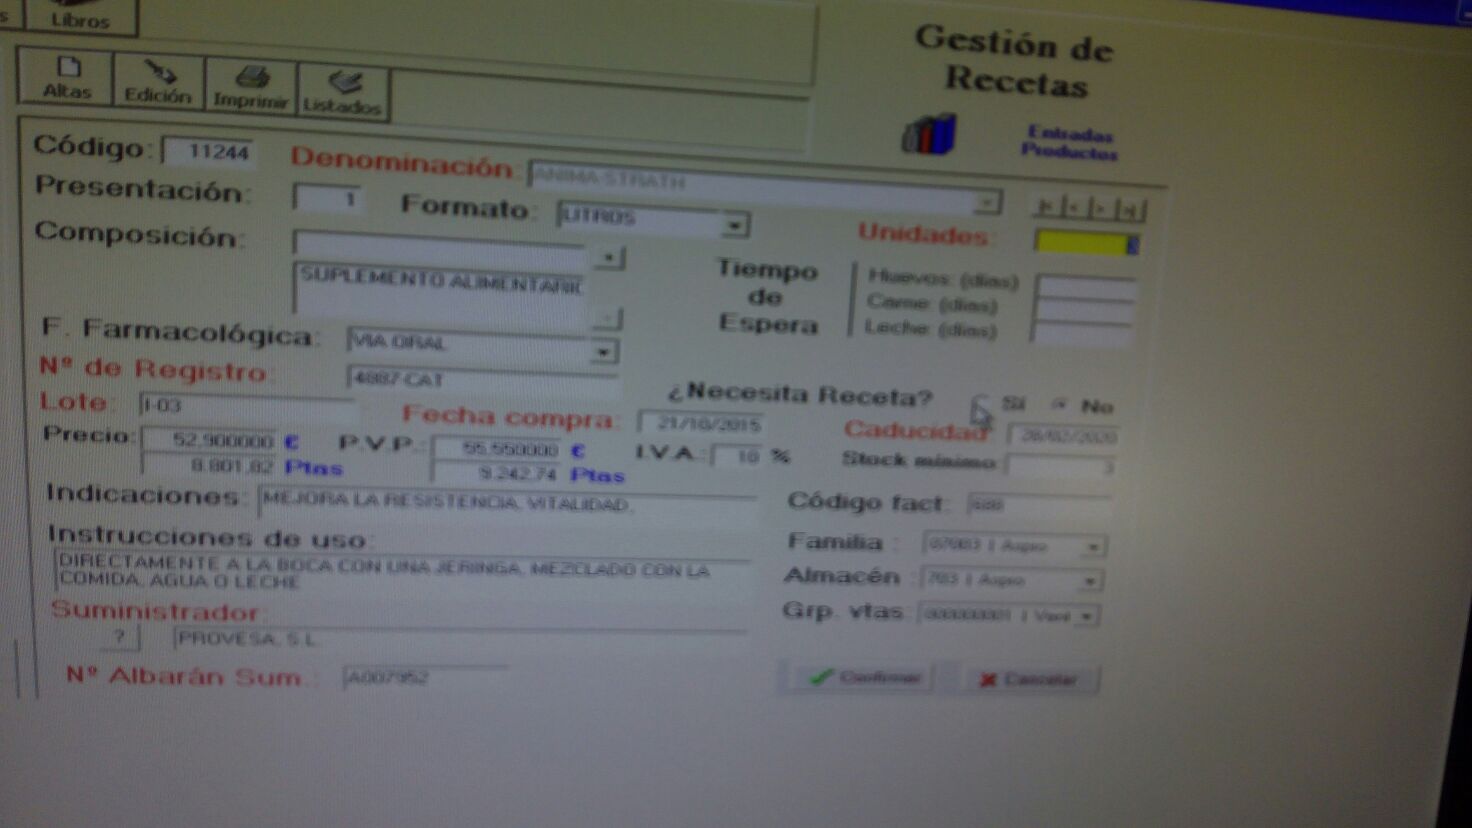 Libros
Gestión de
Recetas
Altas
Edición
Imprimir
Listados
Entradas
Productos
Código: 11244
Denominación: ANIMA-STRATH
Presentación: 1
Formato: LITROS
Unidades:
Composición:
SUPLEMENTO ALIMENTARIO
Tiempo
de
Espera
Huevos: (días)
Carne: (días)
Leche: (días)
F. Farmacológica: VIA ORAL
Nº de Registro: 4887-CAT
¿Necesita Receta? Sí No
Lote: I-03
Fecha compra: 21/10/2015
Caducidad: 28/02/2020
Precio: 52,900000 €
P.V.P.: 55,550000 €
I.V.A.: 10 %
Stock mínimo 3
8.801,82 Ptas
9.242,74 Ptas
Indicaciones: MEJORA LA RESISTENCIA, VITALIDAD,
Código fact:
Instrucciones de uso:
DIRECTAMENTE A LA BOCA CON UNA JERINGA, MEZCLADO CON LA
COMIDA, AGUA O LECHE
Familia :
Almacén :
Suministrador:
Grp. vtas
? PROVESA, S.L.
Nº Albarán Sum.: A007952
Confirmar
Cancelar